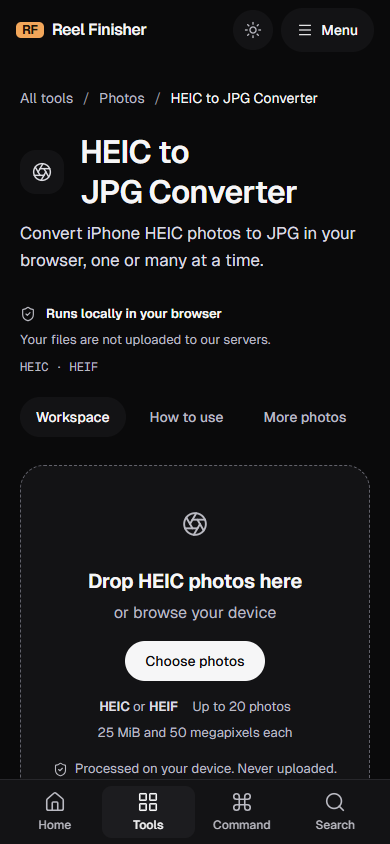 RF Reel Finisher Menu
All tools / Photos / HEIC to JPG Converter
HEIC to
JPG Converter
Convert iPhone HEIC photos to JPG in your
browser, one or many at a time.
Runs locally in your browser
Your files are not uploaded to our servers.
HEIC · HEIF
Workspace How to use More photos
Drop HEIC photos here
or browse your device
Choose photos
HEIC or HEIF Up to 20 photos
25 MiB and 50 megapixels each
Processed on your device. Never uploaded.
Home Tools Command Search